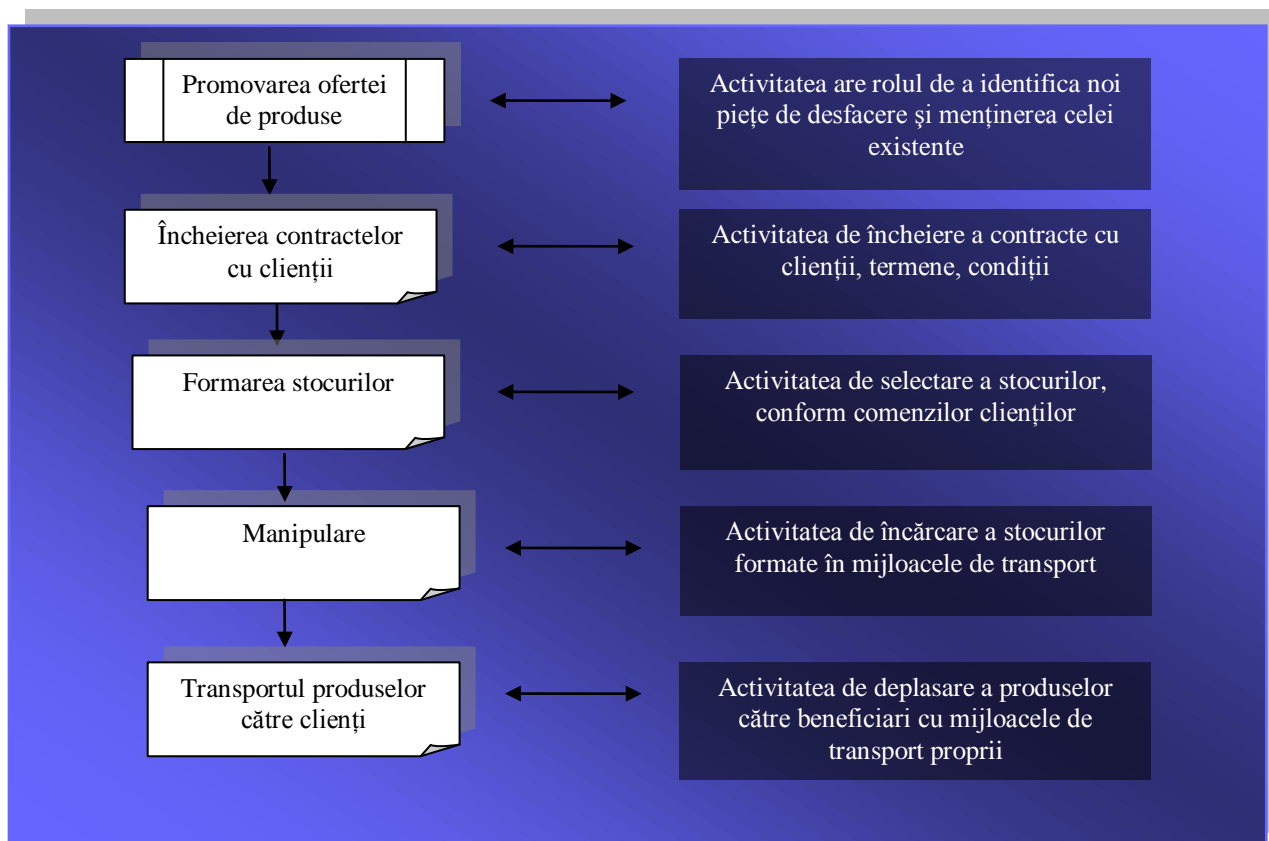 Promovarea ofertei
de produse
Activitatea are rolul de a identifica noi
piețe de desfacere şi menținerea celei
existente
Încheierea contractelor
cu clienții
Activitatea de încheiere a contracte cu
clienții, termene, condiții
Formarea stocurilor
Activitatea de selectare a stocurilor,
conform comenzilor clienților
Manipulare
Activitatea de încărcare a stocurilor
formate în mijloacele de transport
Transportul produselor
către clienți
Activitatea de deplasare a produselor
către beneficiari cu mijloacele de
transport proprii